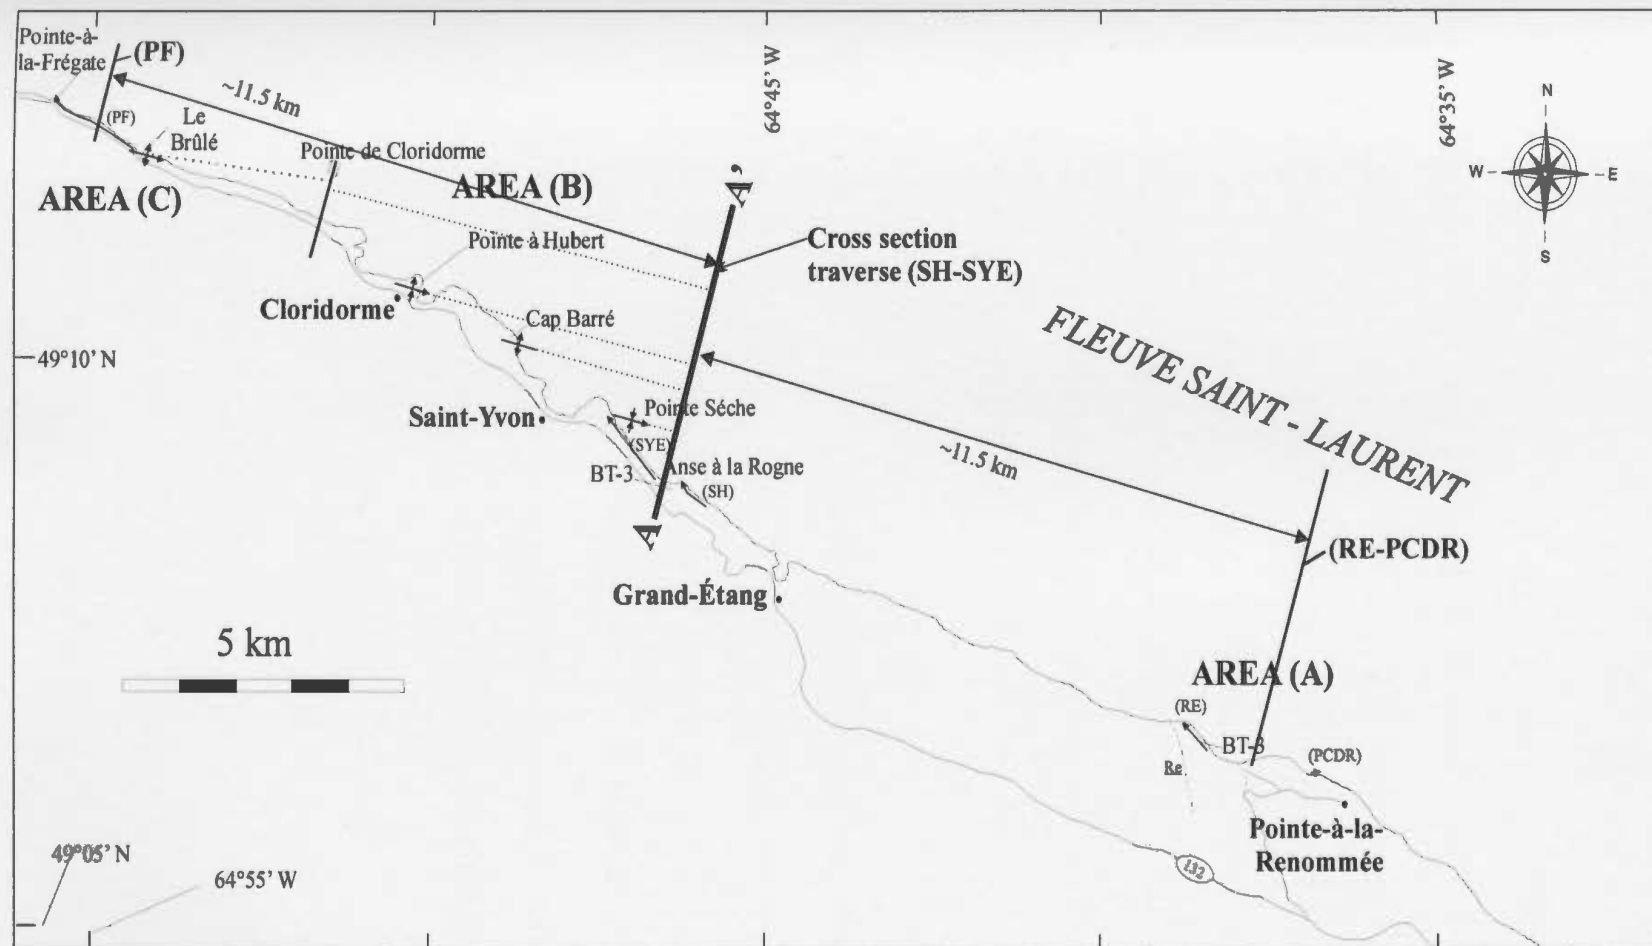 Pointe-à-
la-Frégate
(PF)
~11.5 km
64°45' W
64°35' W
N
W
E
S
(PF)
Le
Brûlé
Pointe de Cloridorme
AREA (C)
AREA (B)
A'
Pointe à Hubert
Cross section
traverse (SH-SYE)
Cloridorme
Cap Barré
FLEUVE SAINT - LAURENT
49°10' N
Saint-Yvon
Pointe Séche
(SYE)
~11.5 km
BT-3
Anse à la Rogne
(SH)
A
(RE-PCDR)
Grand-Étang
5 km
AREA (A)
(RE)
BT-3
(PCDR)
Re
Pointe-à-la-
Renommée
132
49°05' N
64°55' W